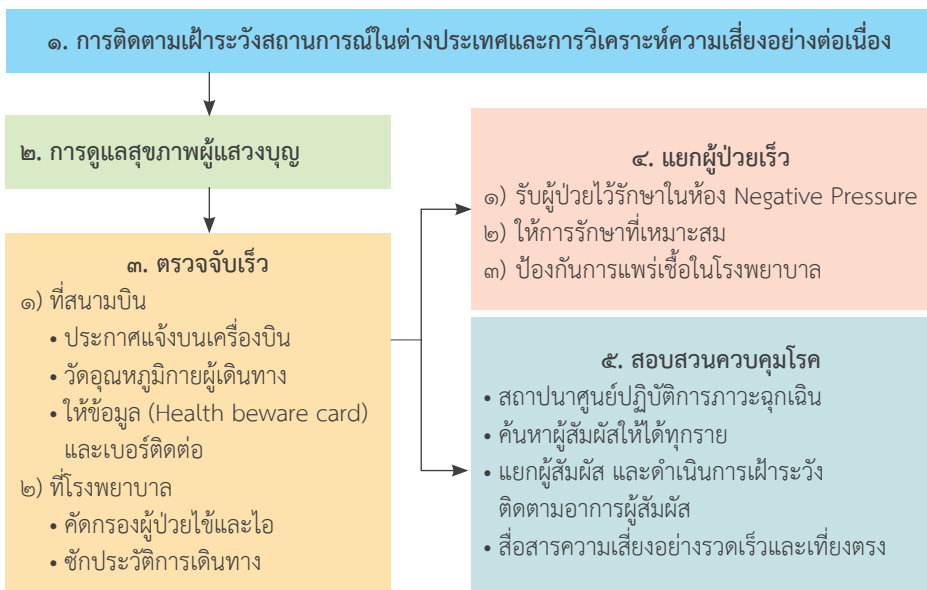 ๑. การติดตามเฝ้าระวังสถานการณ์ในต่างประเทศและการวิเคราะห์ความเสี่ยงอย่างต่อเนื่อง
๒. การดูแลสุขภาพผู้แสวงบุญ
๓. ตรวจจับเร็ว
๑) ที่สนามบิน
• ประกาศแจ้งบนเครื่องบิน
• วัดอุณหภูมิกายผู้เดินทาง
• ให้ข้อมูล (Health beware card)
และเบอร์ติดต่อ
๒) ที่โรงพยาบาล
• คัดกรองผู้ป่วยไข้และไอ
• ซักประวัติการเดินทาง
๔. แยกผู้ป่วยเร็ว
๑) รับผู้ป่วยไว้รักษาในห้อง Negative Pressure
๒) ให้การรักษาที่เหมาะสม
๓) ป้องกันการแพร่เชื้อในโรงพยาบาล
๕. สอบสวนควบคุมโรค
• สถาปนาศูนย์ปฏิบัติการภาวะฉุกเฉิน
• ค้นหาผู้สัมผัสให้ได้ทุกราย
• แยกผู้สัมผัส และดำเนินการเฝ้าระวัง
ติดตามอาการผู้สัมผัส
• สื่อสารความเสี่ยงอย่างรวดเร็วและเที่ยงตรง